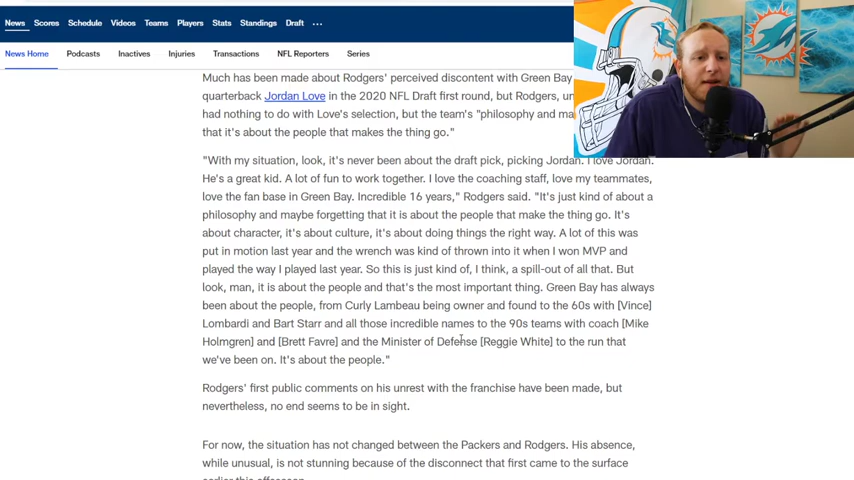 News Scores Schedule Videos Teams Players Stats Standings Draft ...
News Home Podcasts Inactives Injuries Transactions NFL Reporters Series
Much has been made about Rodgers' perceived discontent with Green Bay
quarterback Jordan Love in the 2020 NFL Draft first round, but Rodgers,
had nothing to do with Love's selection, but the team's "philosophy and
that it's about the people that makes the thing go."
"With my situation, look, it's never been about the draft pick, picking Jordan. I love Jordan.
He's a great kid. A lot of fun to work together. I love the coaching staff, love my teammates,
love the fan base in Green Bay. Incredible 16 years," Rodgers said. "It's just kind of about a
philosophy and maybe forgetting that it is about the people that make the thing go. It's
about character, it's about culture, it's about doing things the right way. A lot of this was
put in motion last year and the wrench was kind of thrown into it when I won MVP and
played the way I played last year. So this is just kind of, I think, a spill-out of all that. But
look, man, it is about the people and that's the most important thing. Green Bay has always
been about the people, from Curly Lambeau being owner and found to the 60s with [Vince]
Lombardi and Bart Starr and all those incredible names to the 90s teams with coach [Mike
Holmgren] and [Brett Favre] and the Minister of Defense [Reggie White] to the run that
we've been on. It's about the people."
Rodgers' first public comments on his unrest with the franchise have been made, but
nevertheless, no end seems to be in sight.
For now, the situation has not changed between the Packers and Rodgers. His absence,
while unusual, is not stunning because of the disconnect that first came to the surface
earlier this offseason